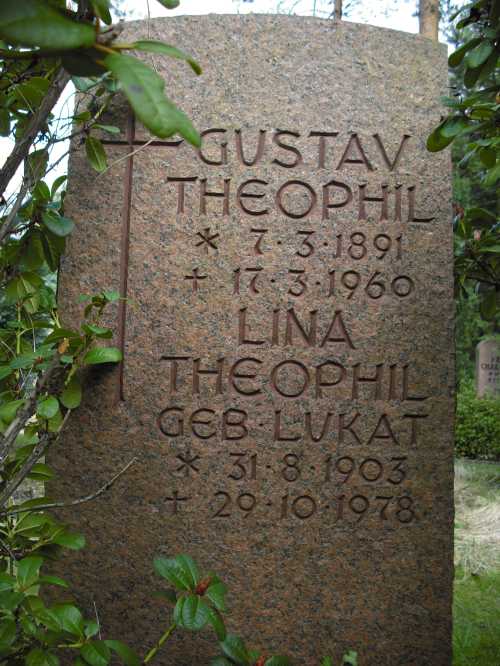 GUSTAV
THEOPHIL
* 7·3·1891
+ 17·3·1960
LINA
THEOPHIL
GEB·LUKAT
* 31·8·1903
+ 29·10·1978